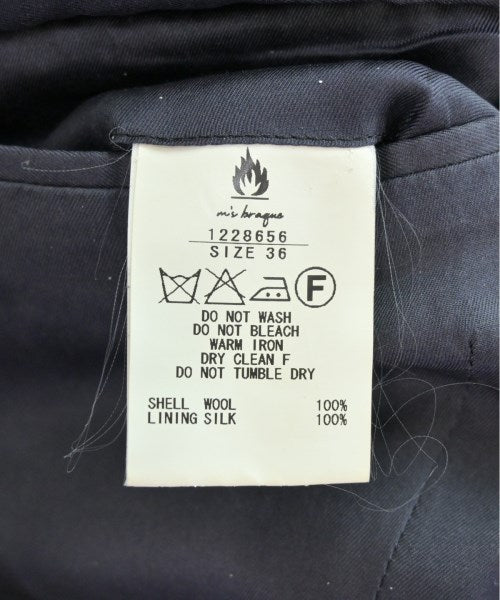 m's braque
1228656
SIZE 36
F
DO NOT WASH
DO NOT BLEACH
WARM IRON
DRY CLEAN F
DO NOT TUMBLE DRY
SHELL WOOL 100%
LINING SILK 100%